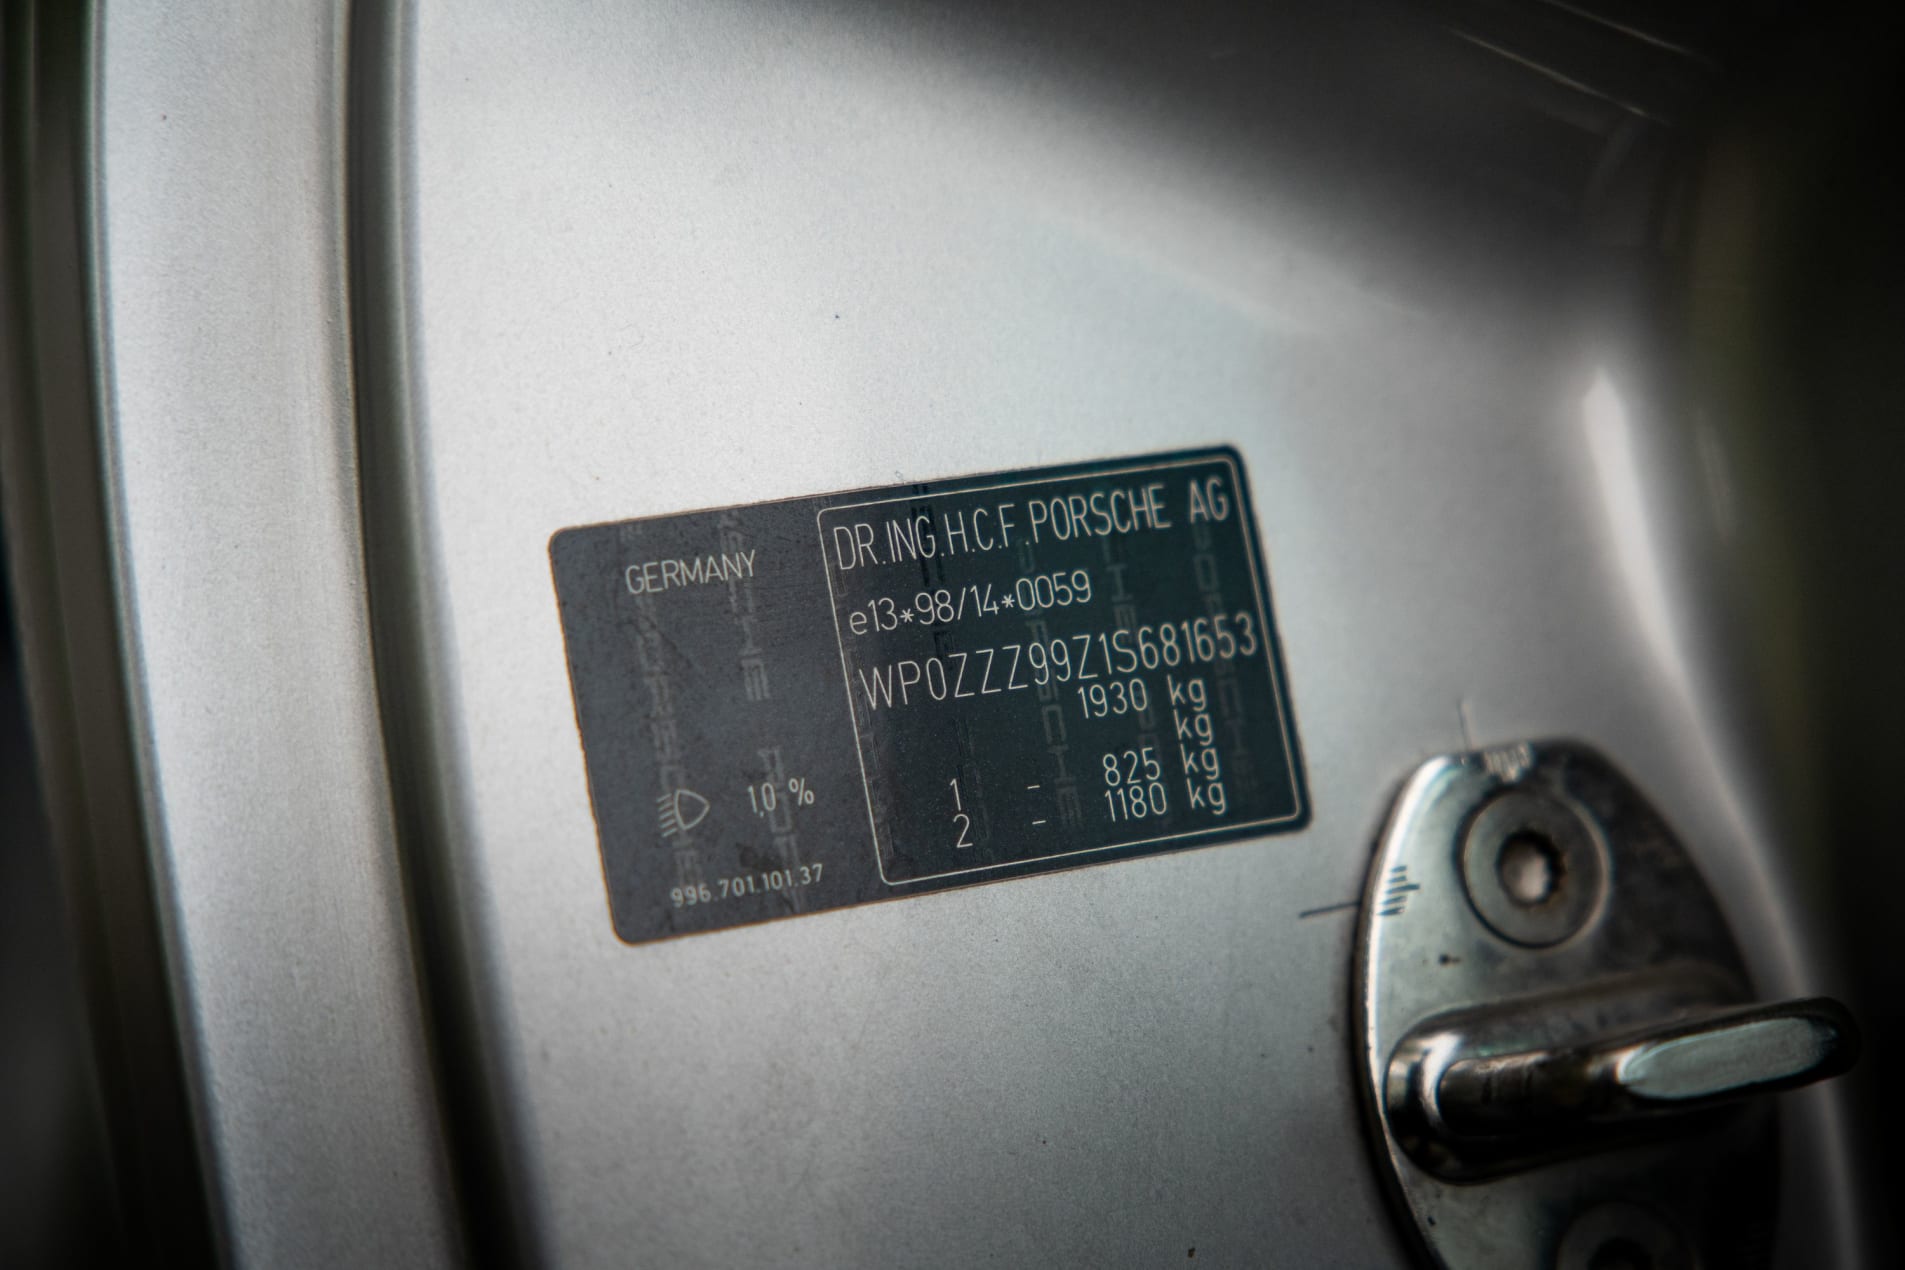 GERMANY
1,0 %
996.701.101.37
DR.ING.H.C.F.PORSCHE AG
e13*98/14*0059
WP0ZZZ99Z1S681653
1930 kg
kg
1 - 825 kg
2 - 1180 kg